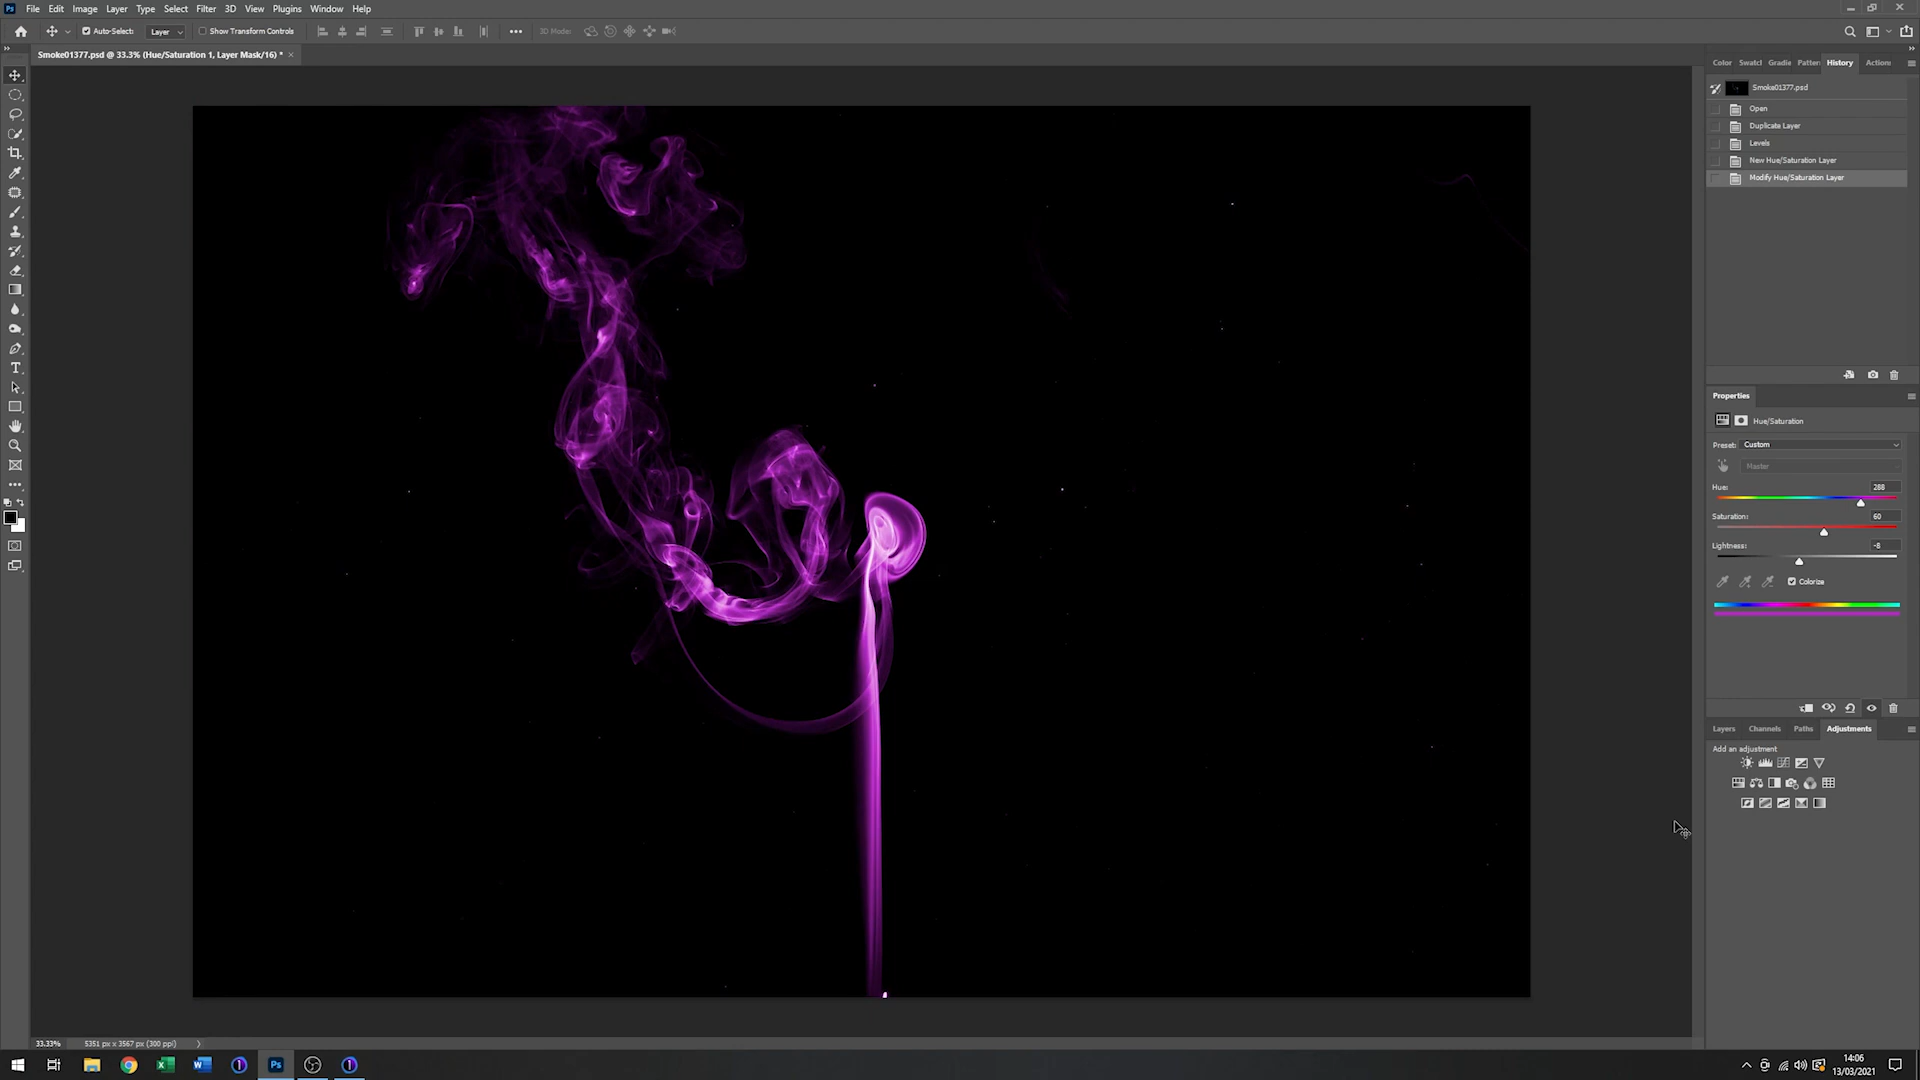 Ps File Edit Image Layer Type Select Filter 3D View Plugins Window Help
Auto-Select: Layer Show Transform Controls 3D Mode:
Smoke01377.psd @ 33.3% (Hue/Saturation 1, Layer Mask/16) *
Color Swatcl Gradie Patter History Action
Smoke01377.psd
Open
Duplicate Layer
Levels
New Hue/Saturation Layer
Modify Hue/Saturation Layer
Properties
Hue/Saturation
Preset: Custom
Master
Hue: 288
Saturation: 60
Lightness: -8
Colorize
Layers Channels Paths Adjustments
Add an adjustment
33.33% 5351 px x 3567 px (300 ppi)
Ps
14:06
13/03/2021